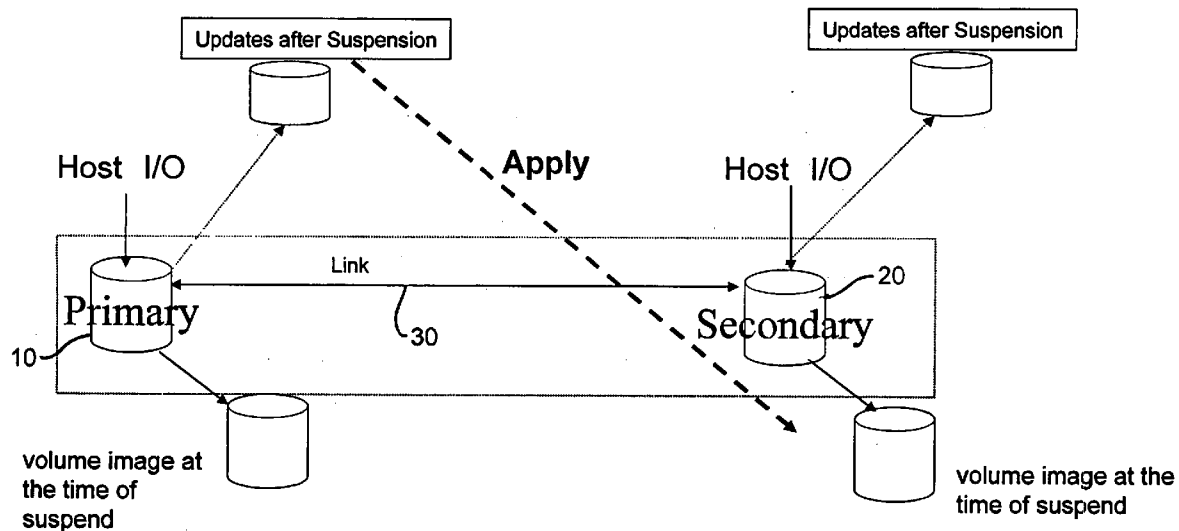 Updates after Suspension
Updates after Suspension
Host I/O
Apply
Host I/O
Link
20
Primary
Secondary
10
30
volume image at
the time of
suspend
volume image at the
time of suspend